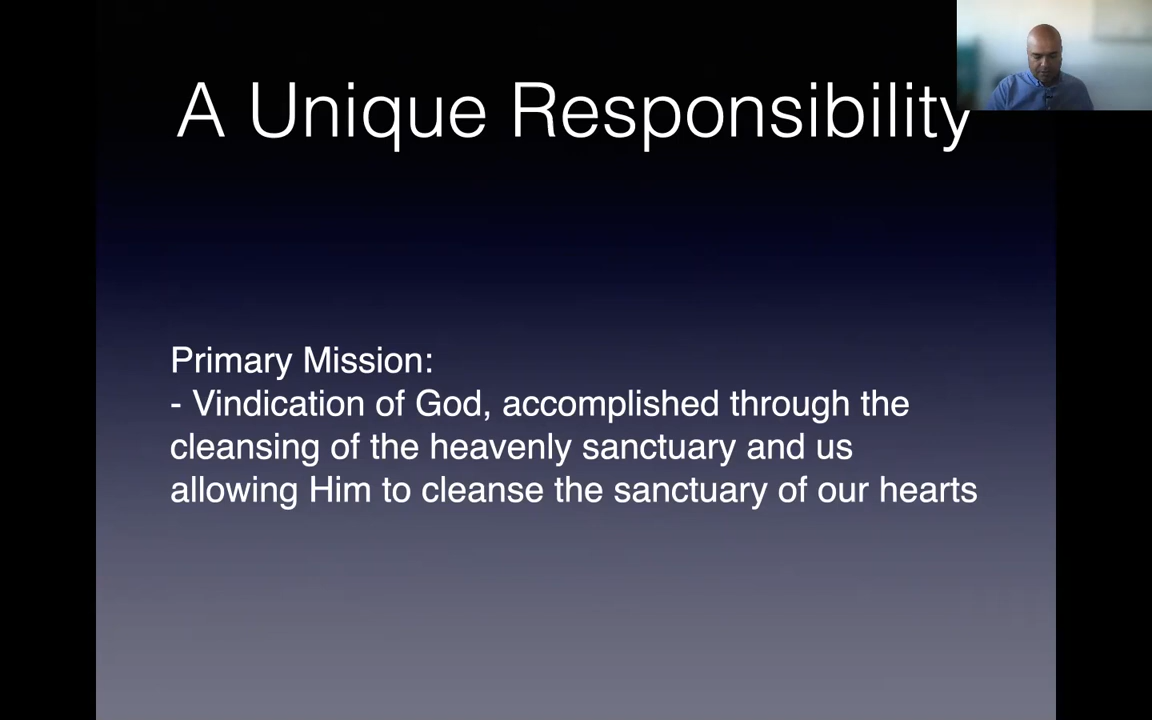 A Unique Responsibility
Primary Mission:
- Vindication of God, accomplished through the
cleansing of the heavenly sanctuary and us
allowing Him to cleanse the sanctuary of our hearts